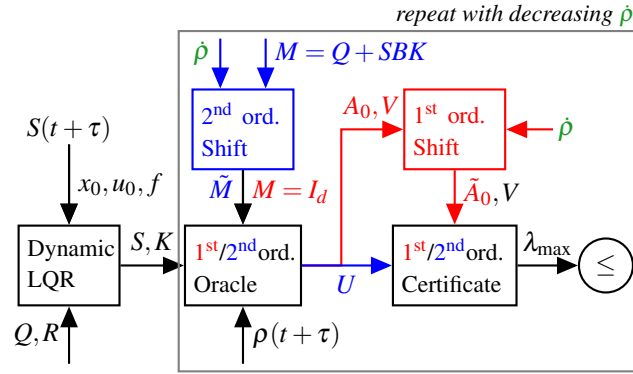 repeat with decreasing ρ̇
ρ̇
M = Q + SBK
2nd ord.
Shift
A₀, V
1st ord.
Shift
ρ̇
S(t + τ)
x₀, u₀, f
M̃
M = I_d
Ã₀, V
Dynamic
LQR
S, K
1st/2nd ord.
Oracle
U
1st/2nd ord.
Certificate
λmax
≤
Q, R
ρ(t + τ)